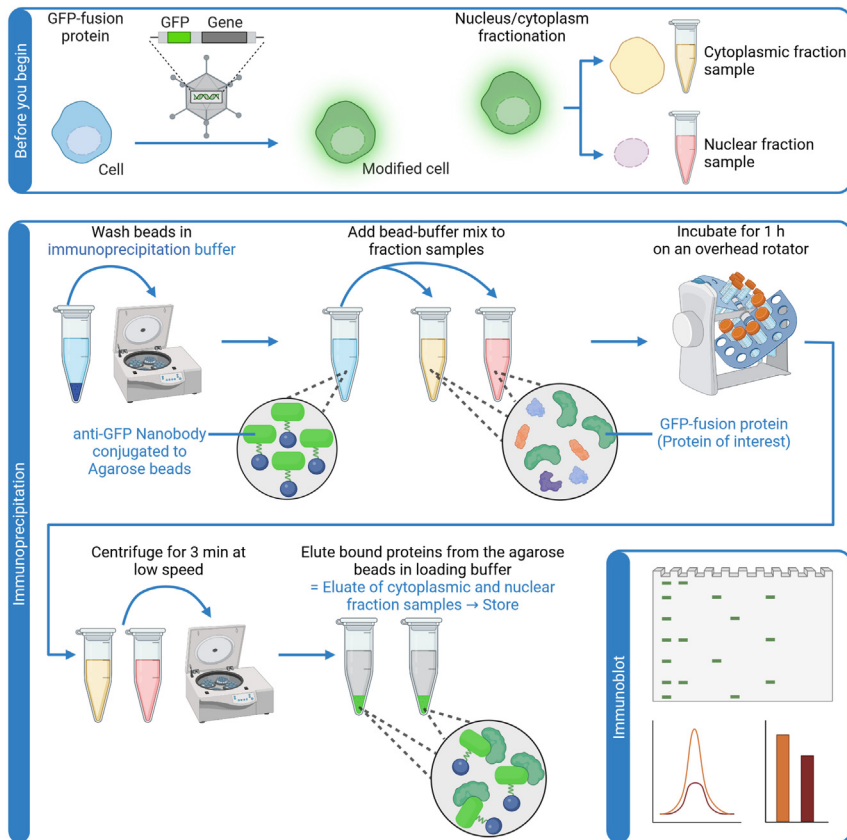 Before you begin
GFP-fusion
protein
GFP
Gene
Cell
Modified cell
Nucleus/cytoplasm
fractionation
Cytoplasmic fraction
sample
Nuclear fraction
sample
Immunoprecipitation
Wash beads in
immunoprecipitation buffer
Add bead-buffer mix to
fraction samples
Incubate for 1 h
on an overhead rotator
anti-GFP Nanobody
conjugated to
Agarose beads
GFP-fusion protein
(Protein of interest)
Centrifuge for 3 min at
low speed
Elute bound proteins from the agarose
beads in loading buffer
= Eluate of cytoplasmic and nuclear
fraction samples → Store
Immunoblot